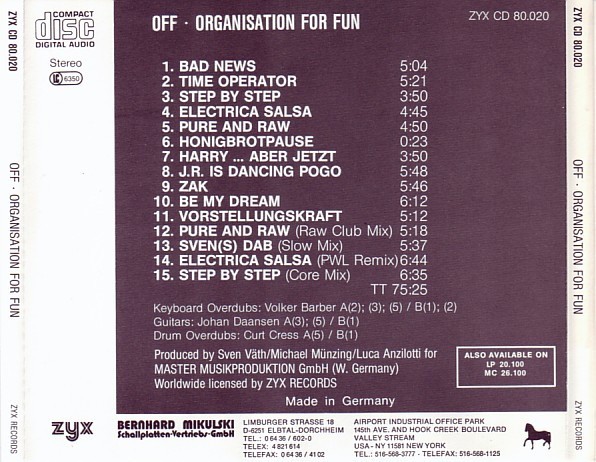 ZYX CD 80.020
OFF · ORGANISATION FOR FUN
ZYX RECORDS
COMPACT
disc
DIGITAL AUDIO
Stereo
LC 6350
OFF · ORGANISATION FOR FUN
ZYX CD 80.020
1. BAD NEWS 5:04
2. TIME OPERATOR 5:21
3. STEP BY STEP 3:50
4. ELECTRICA SALSA 4:45
5. PURE AND RAW 4:50
6. HONIGBROTPAUSE 0:23
7. HARRY ... ABER JETZT 3:50
8. J.R. IS DANCING POGO 5:48
9. ZAK 5:46
10. BE MY DREAM 6:12
11. VORSTELLUNGSKRAFT 5:12
12. PURE AND RAW (Raw Club Mix) 5:18
13. SVEN(S) DAB (Slow Mix) 5:37
14. ELECTRICA SALSA (PWL Remix) 6:44
15. STEP BY STEP (Core Mix) 6:35
TT 75:25
Keyboard Overdubs: Volker Barber A(2); (3); (5) / B(1); (2)
Guitars: Johan Daansen A(3); (5) / B(1)
Drum Overdubs: Curt Cress A(5) / B(1)
Produced by Sven Väth/Michael Münzing/Luca Anzilotti for
MASTER MUSIKPRODUKTION GmbH (W. Germany)
Worldwide licensed by ZYX RECORDS
ALSO AVAILABLE ON
LP 20.100
MC 26.100
Made in Germany
zyx
BERNHARD MIKULSKI
Schallplatten-Vertriebs-GmbH
LIMBURGER STRASSE 18
D-6251 ELBTAL-DORCHHEIM
TEL.: 0 64 36 / 602-0
TELEX: 4 821 614
TELEFAX: 0 64 36 / 41 02
AIRPORT INDUSTRIAL OFFICE PARK
145th AVE. AND HOOK CREEK BOULEVARD
VALLEY STREAM
USA - NY 11581 NEW YORK
TEL.: 516-568-3777 - TELEFAX: 516-568-1125
ZYX CD 80.020
OFF · ORGANISATION FOR FUN
ZYX RECORDS